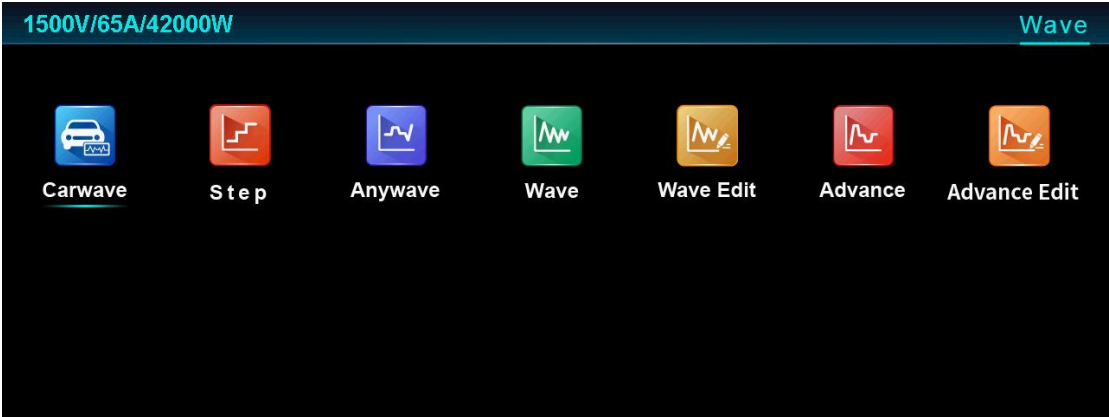 1500V/65A/42000W
Wave
Carwave
Step
Anywave
Wave
Wave Edit
Advance
Advance Edit